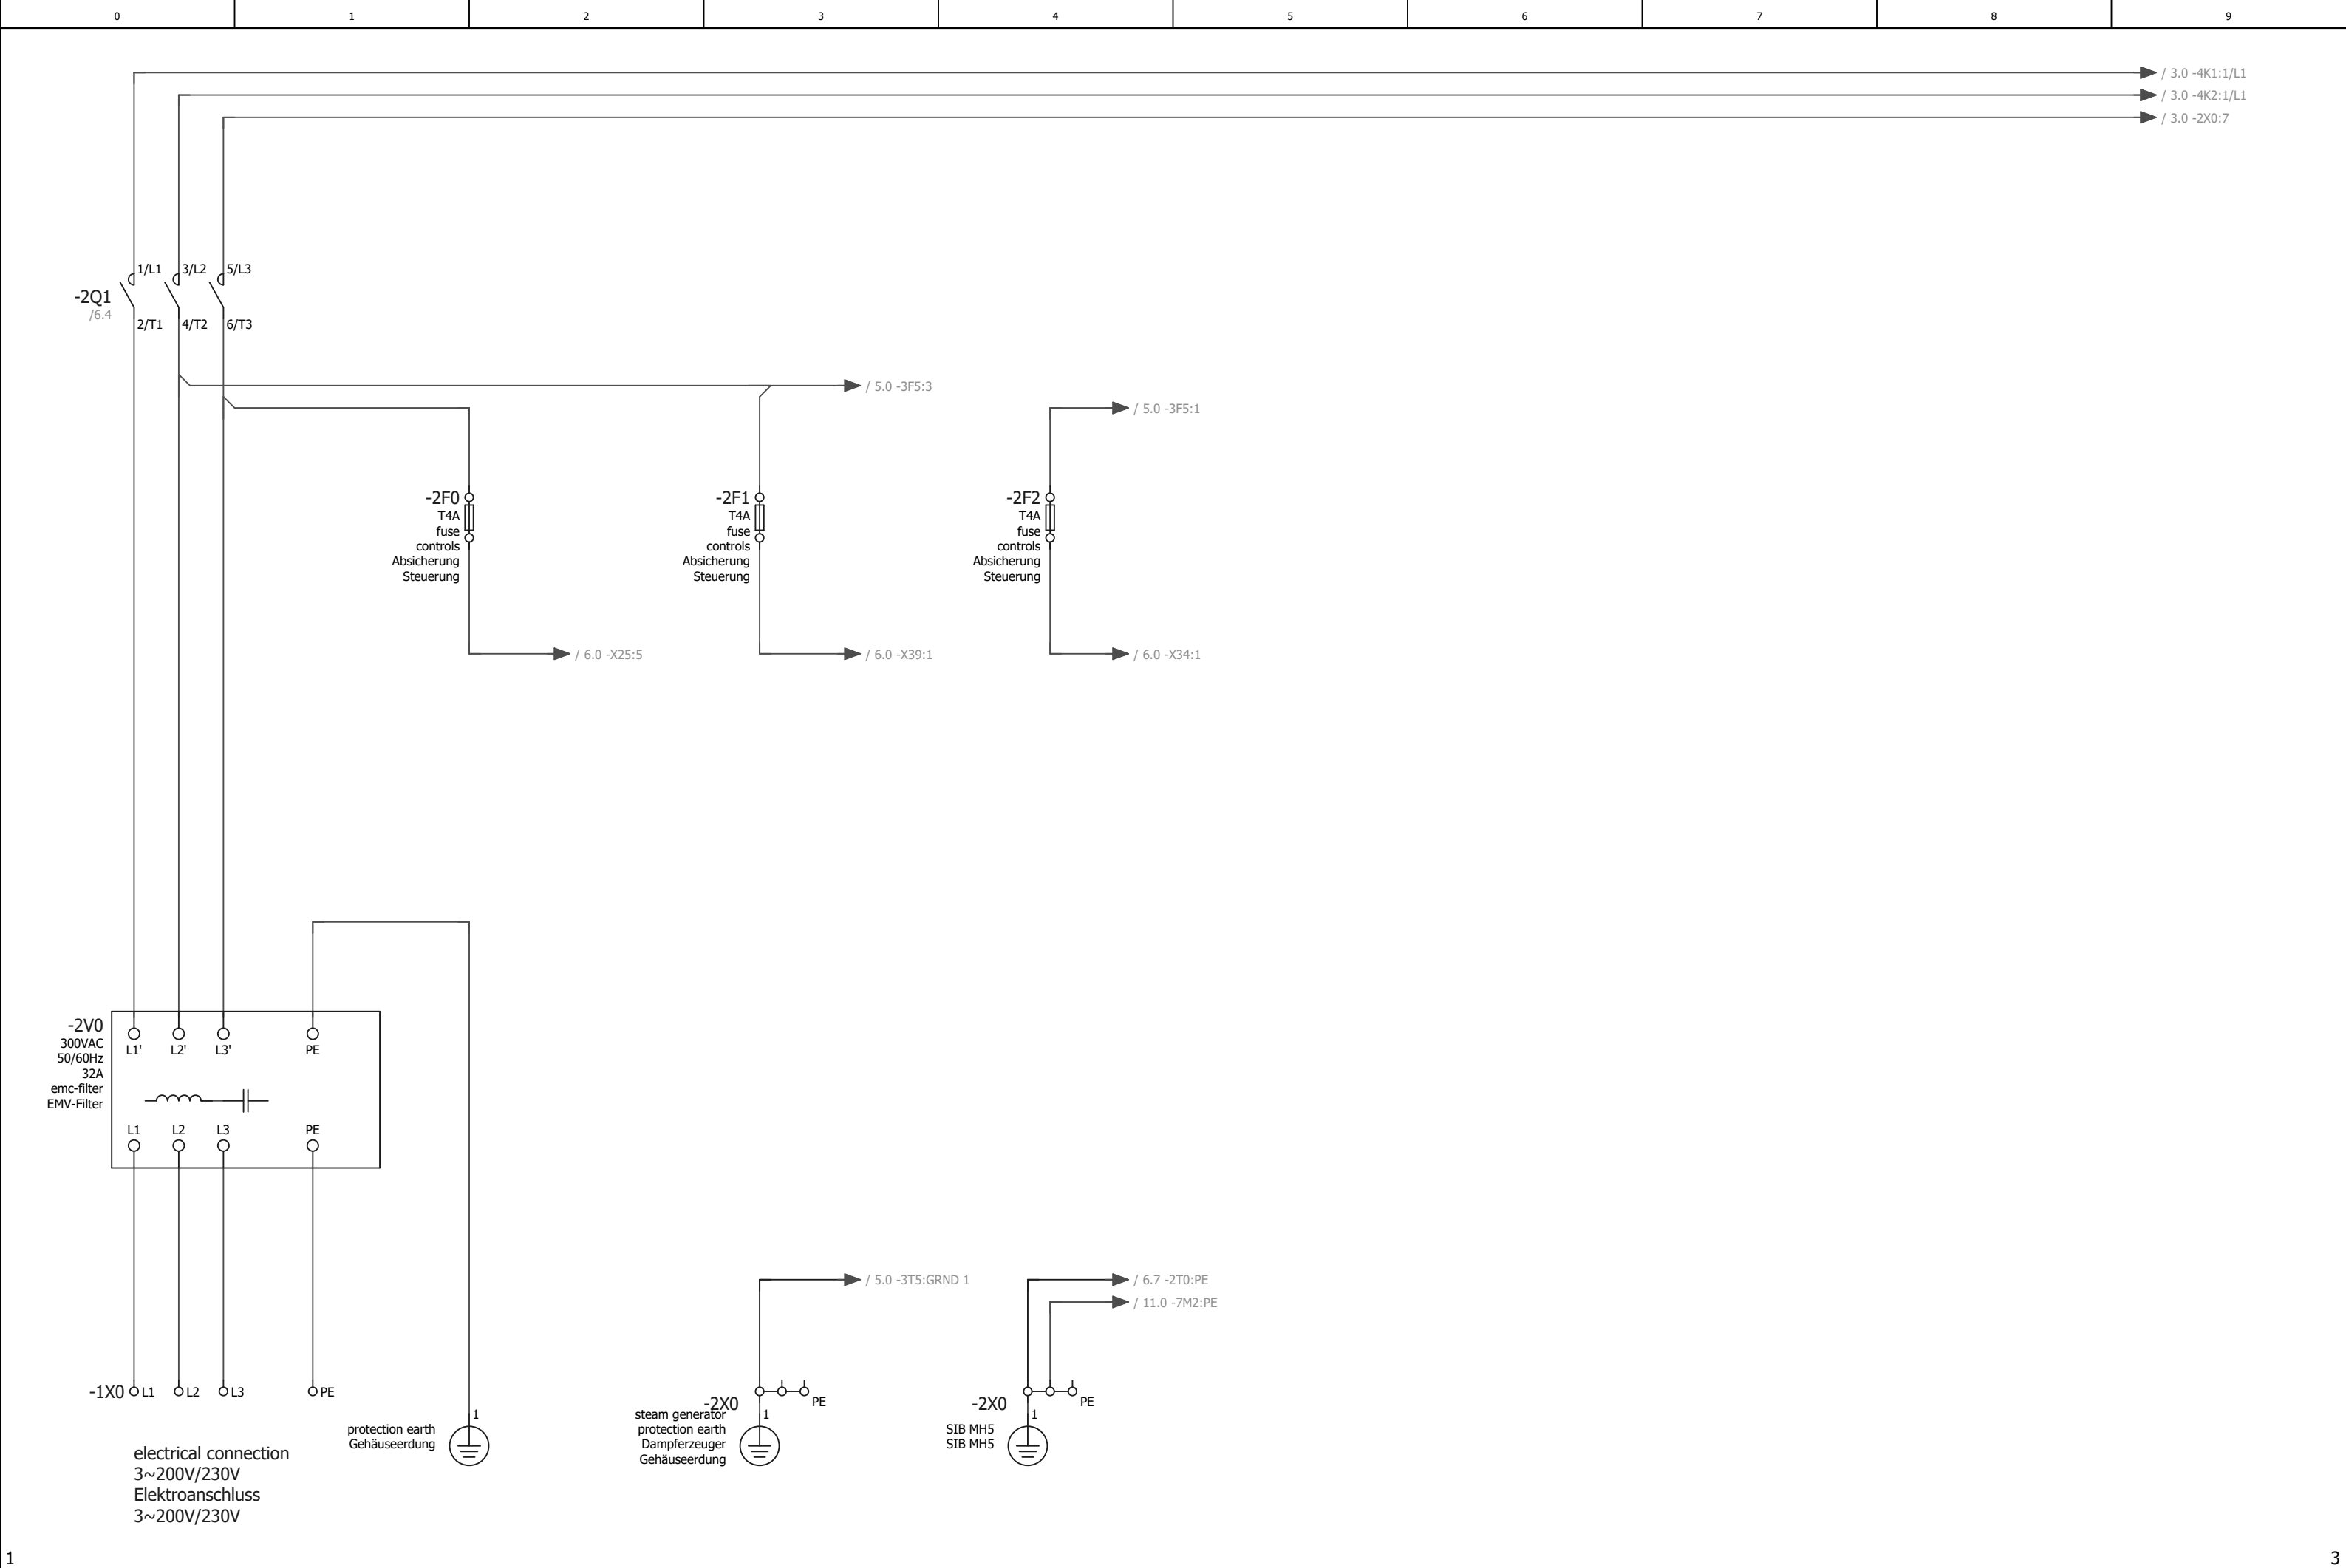 0 1 2 3 4 5 6 7 8 9
/ 3.0 -4K1:1/L1
/ 3.0 -4K2:1/L1
/ 3.0 -2X0:7
1/L1 3/L2 5/L3
-2Q1
/6.4
2/T1 4/T2 6/T3
/ 5.0 -3F5:3
/ 5.0 -3F5:1
-2F0
T4A
fuse
controls
Absicherung
Steuerung
-2F1
T4A
fuse
controls
Absicherung
Steuerung
-2F2
T4A
fuse
controls
Absicherung
Steuerung
/ 6.0 -X25:5
/ 6.0 -X39:1
/ 6.0 -X34:1
-2V0
300VAC
50/60Hz
32A
emc-filter
EMV-Filter
L1' L2' L3' PE
L1 L2 L3 PE
/ 5.0 -3T5:GRND 1
/ 6.7 -2T0:PE
/ 11.0 -7M2:PE
-1X0 L1 L2 L3 PE
1
protection earth
Gehäuseerdung
-2X0 PE
1
steam generator
protection earth
Dampferzeuger
Gehäuseerdung
-2X0 PE
1
SIB MH5
SIB MH5
electrical connection
3~200V/230V
Elektroanschluss
3~200V/230V
1
3